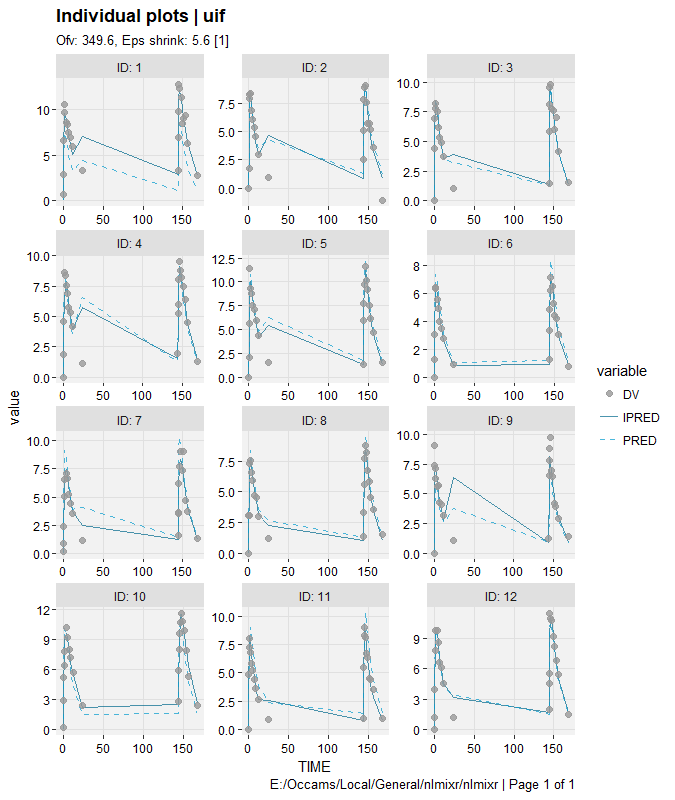 Individual plots | uif
Ofv: 349.6, Eps shrink: 5.6 [1]
ID: 1 ID: 2 ID: 3
10 7.5 10.0
5 5.0 7.5
0 2.5 5.0
0.0 2.5
0.0
0 50 100 150 0 50 100 150 0 50 100 150
ID: 4 ID: 5 ID: 6
10.0 12.5 8
7.5 10.0 6
5.0 7.5 4
2.5 5.0 2
0.0 2.5 0
0.0
0 50 100 150 0 50 100 150 0 50 100 150
value
variable
DV
IPRED
PRED
ID: 7 ID: 8 ID: 9
10.0 7.5 10.0
7.5 5.0 7.5
5.0 2.5 5.0
2.5 0.0 2.5
0.0 0.0
0 50 100 150 0 50 100 150 0 50 100 150
ID: 10 ID: 11 ID: 12
12 10.0 9
9 7.5 6
6 5.0 3
3 2.5 0
0 0.0
0 50 100 150 0 50 100 150 0 50 100 150
TIME
E:/Occams/Local/General/nlmixr/nlmixr | Page 1 of 1